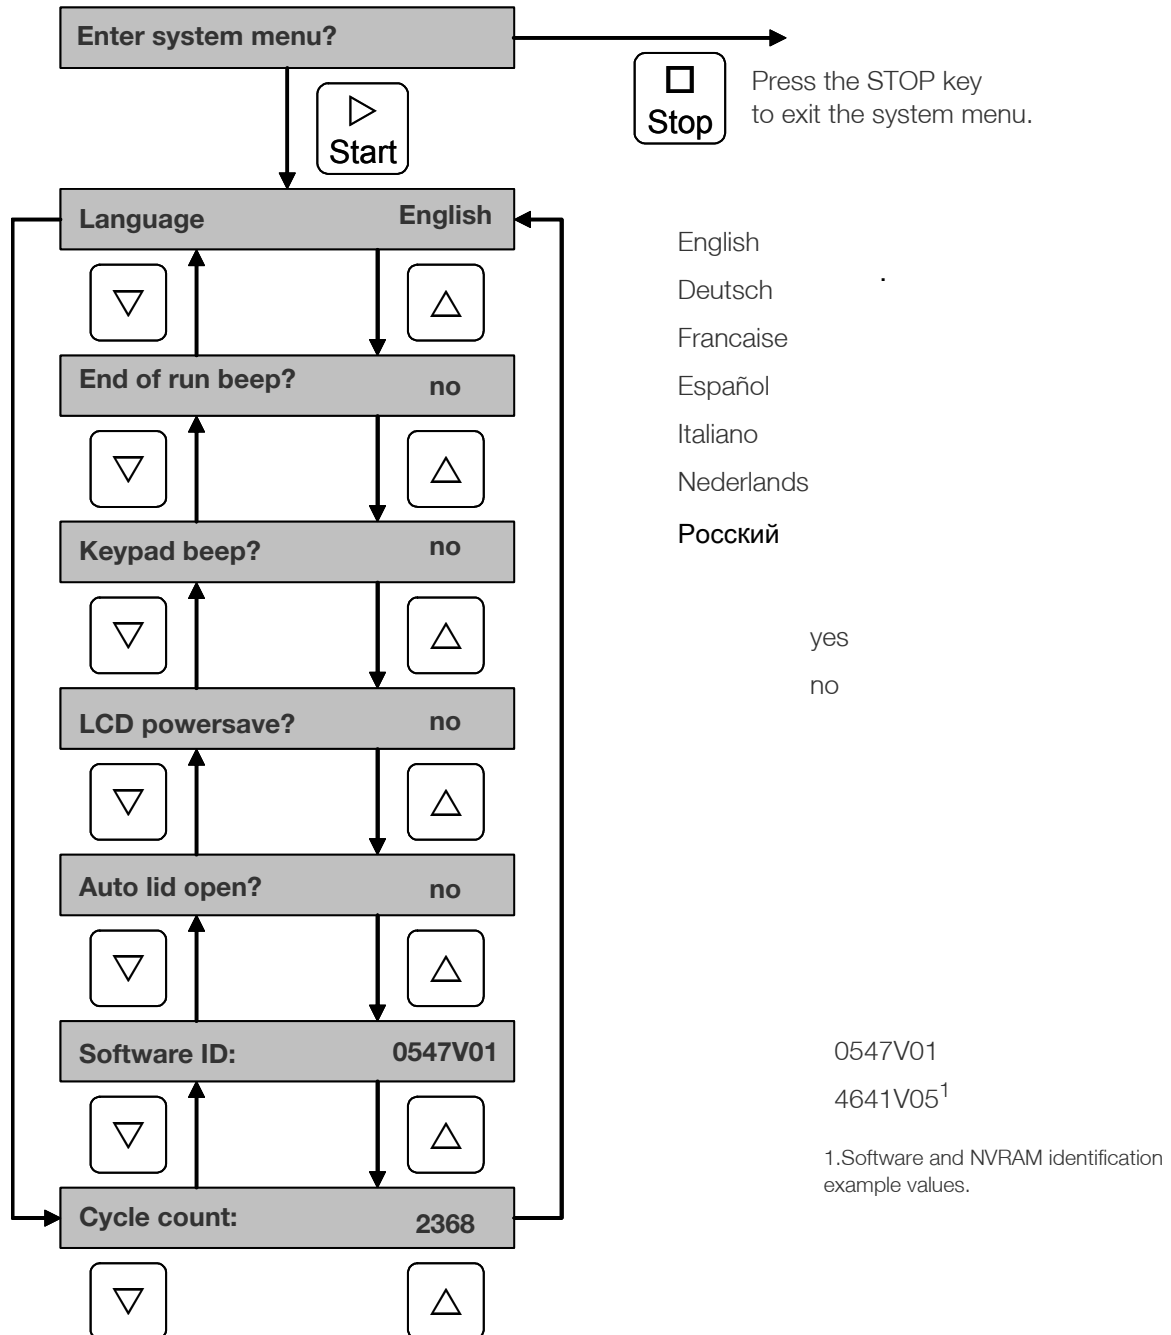 Enter system menu?
Start
Stop
Press the STOP key
to exit the system menu.
Language English
English
Deutsch
Francaise
Español
Italiano
Nederlands
Росский
End of run beep? no
Keypad beep? no
yes
no
LCD powersave? no
Auto lid open? no
Software ID: 0547V01
0547V01
4641V05¹
1.Software and NVRAM identification
example values.
Cycle count: 2368